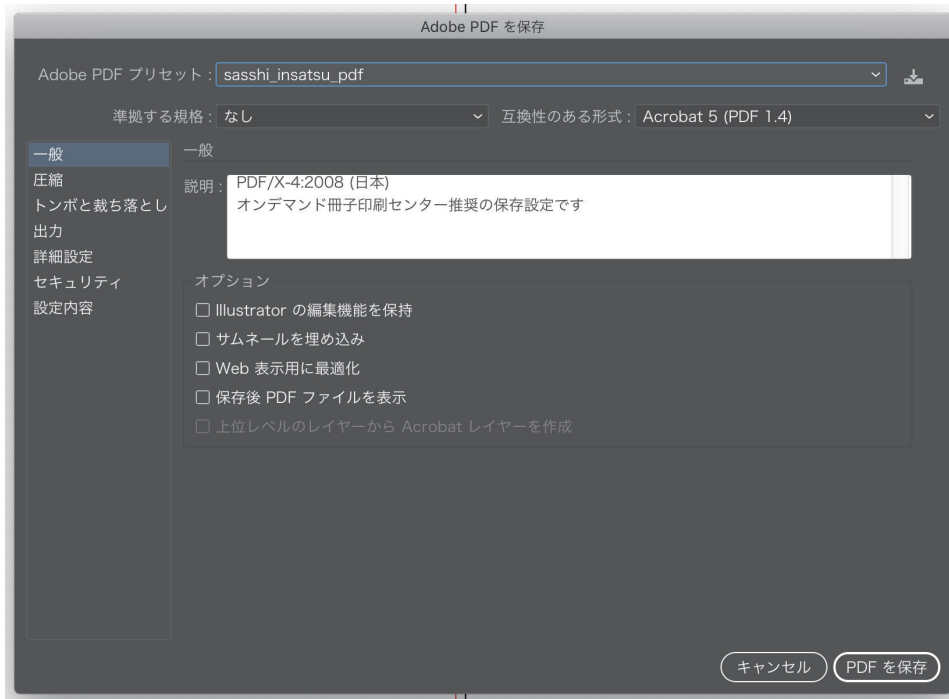 Adobe PDF を保存
Adobe PDF プリセット : sasshi_insatsu_pdf
準拠する規格 : なし 互換性のある形式 : Acrobat 5 (PDF 1.4)
一般
圧縮
トンボと裁ち落とし
出力
詳細設定
セキュリティ
設定内容
一般
説明 : PDF/X-4:2008 (日本)
オンデマンド冊子印刷センター推奨の保存設定です
オプション
Illustrator の編集機能を保持
サムネールを埋め込み
Web 表示用に最適化
保存後 PDF ファイルを表示
上位レベルのレイヤーから Acrobat レイヤーを作成
キャンセル PDF を保存